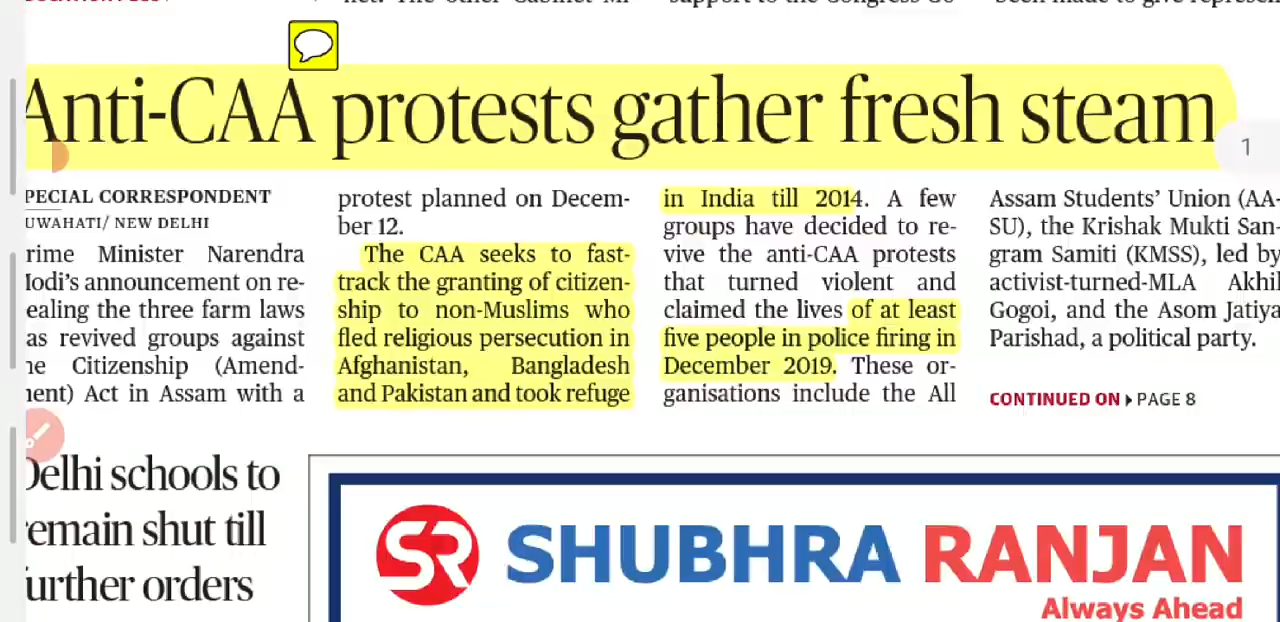 Anti-CAA protests gather fresh steam
1
PECIAL CORRESPONDENT
UWAHATI/ NEW DELHI
rime Minister Narendra
Modi's announcement on re-
ealing the three farm laws
as revived groups against
he Citizenship (Amend-
ment) Act in Assam with a
protest planned on Decem-
ber 12.
The CAA seeks to fast-
track the granting of citizen-
ship to non-Muslims who
fled religious persecution in
Afghanistan, Bangladesh
and Pakistan and took refuge
in India till 2014. A few
groups have decided to re-
vive the anti-CAA protests
that turned violent and
claimed the lives of at least
five people in police firing in
December 2019. These or-
ganisations include the All
Assam Students' Union (AA-
SU), the Krishak Mukti San-
gram Samiti (KMSS), led by
activist-turned-MLA Akhil
Gogoi, and the Asom Jatiya
Parishad, a political party.
CONTINUED ON PAGE 8
Delhi schools to
remain shut till
further orders
SR SHUBHRA RANJAN
Always Ahead